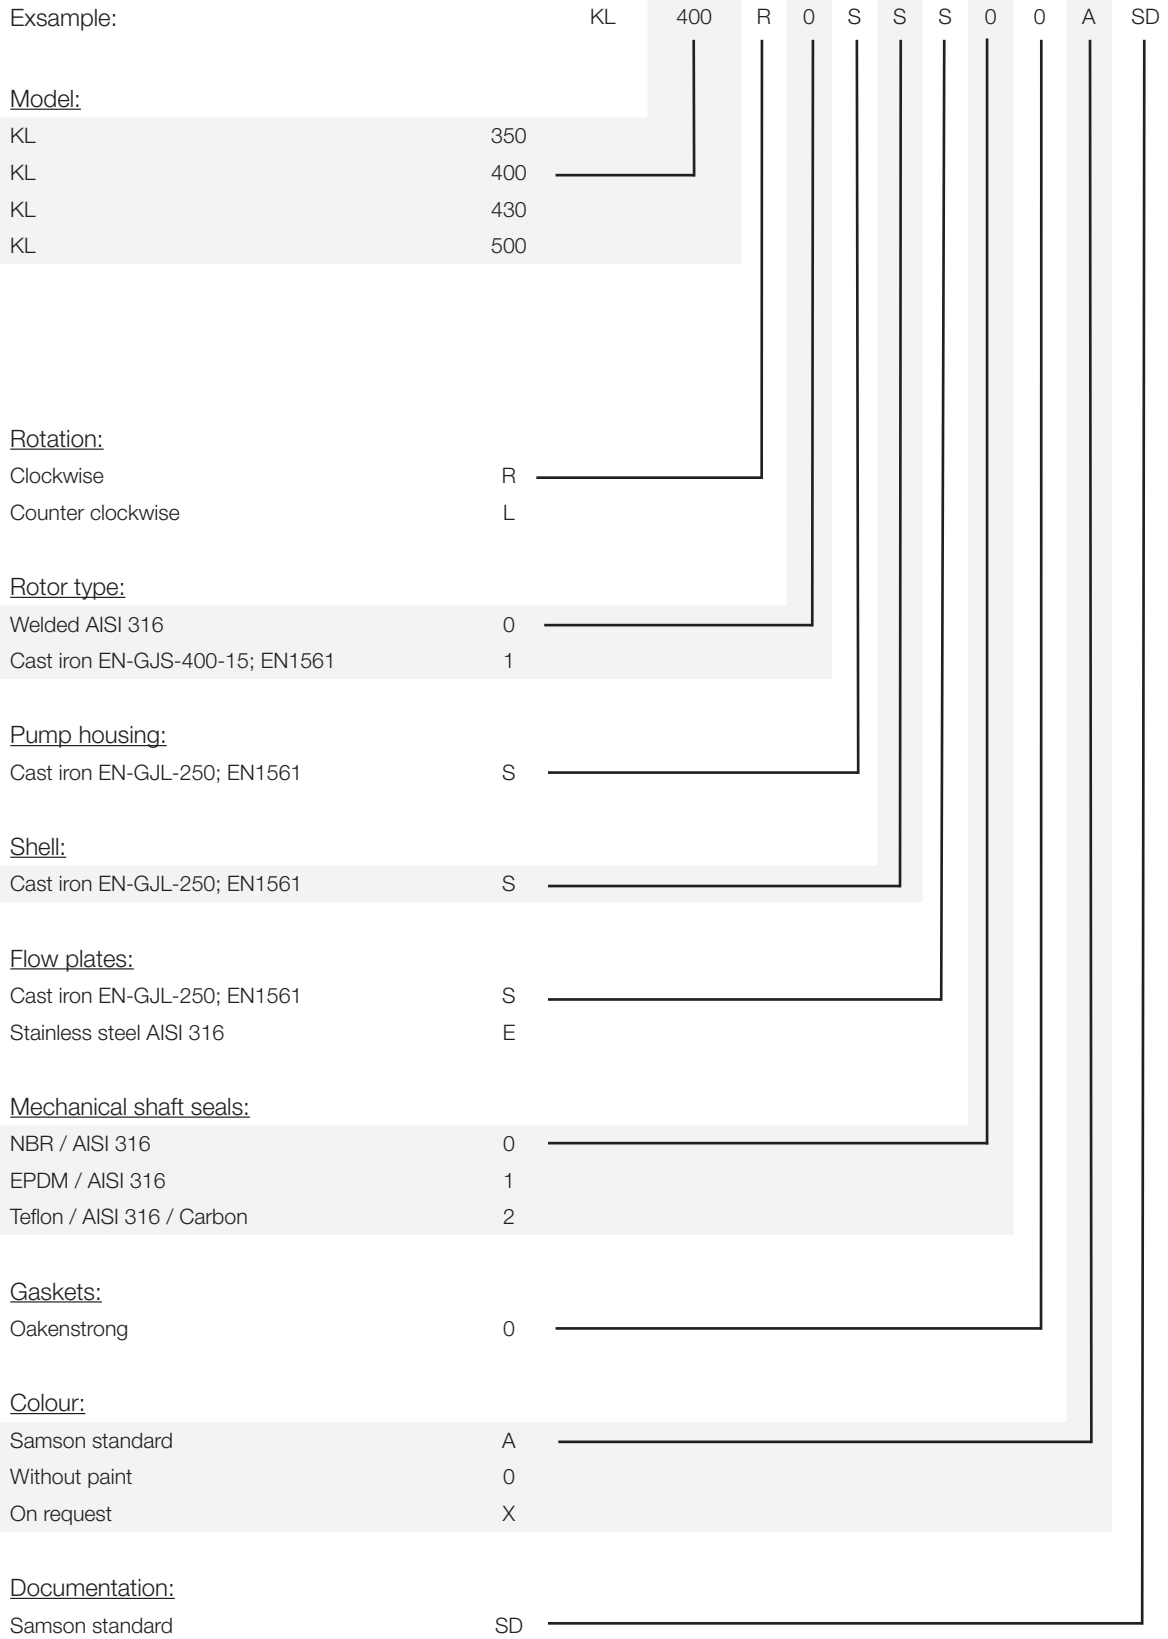 Exsample: KL 400 R 0 S S S 0 0 A SD
Model:
KL 350
KL 400
KL 430
KL 500
Rotation:
Clockwise R
Counter clockwise L
Rotor type:
Welded AISI 316 0
Cast iron EN-GJS-400-15; EN1561 1
Pump housing:
Cast iron EN-GJL-250; EN1561 S
Shell:
Cast iron EN-GJL-250; EN1561 S
Flow plates:
Cast iron EN-GJL-250; EN1561 S
Stainless steel AISI 316 E
Mechanical shaft seals:
NBR / AISI 316 0
EPDM / AISI 316 1
Teflon / AISI 316 / Carbon 2
Gaskets:
Oakenstrong 0
Colour:
Samson standard A
Without paint 0
On request X
Documentation:
Samson standard SD